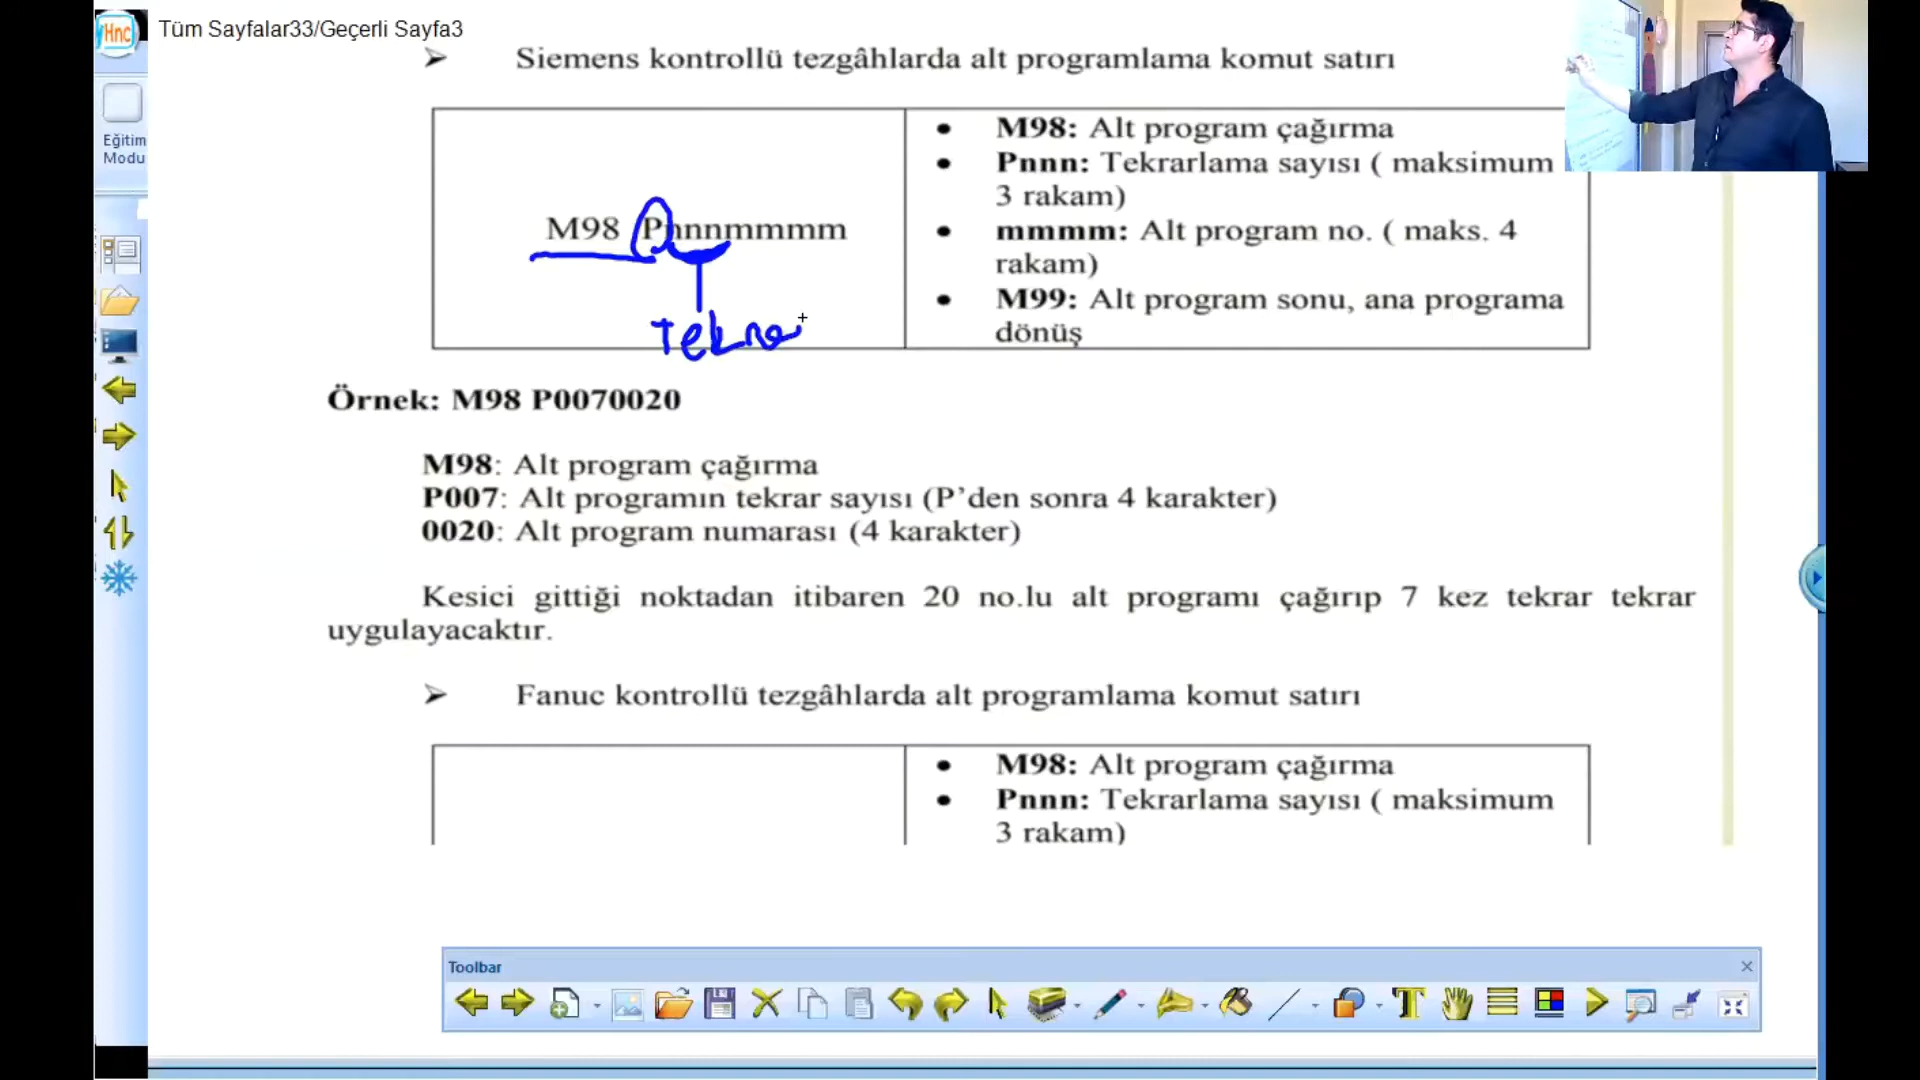 Hnc
Tüm Sayfalar33/Geçerli Sayfa3
Eğitim
Modu
➤ Siemens kontrollü tezgâhlarda alt programlama komut satırı
M98 Pnnnmmmm
Tekra
• M98: Alt program çağırma
• Pnnn: Tekrarlama sayısı ( maksimum
3 rakam)
• mmmm: Alt program no. ( maks. 4
rakam)
• M99: Alt program sonu, ana programa
dönüş
Örnek: M98 P0070020
M98: Alt program çağırma
P007: Alt programın tekrar sayısı (P’den sonra 4 karakter)
0020: Alt program numarası (4 karakter)
Kesici gittiği noktadan itibaren 20 no.lu alt programı çağırıp 7 kez tekrar tekrar
uygulayacaktır.
➤ Fanuc kontrollü tezgâhlarda alt programlama komut satırı
• M98: Alt program çağırma
• Pnnn: Tekrarlama sayısı ( maksimum
3 rakam)
Toolbar